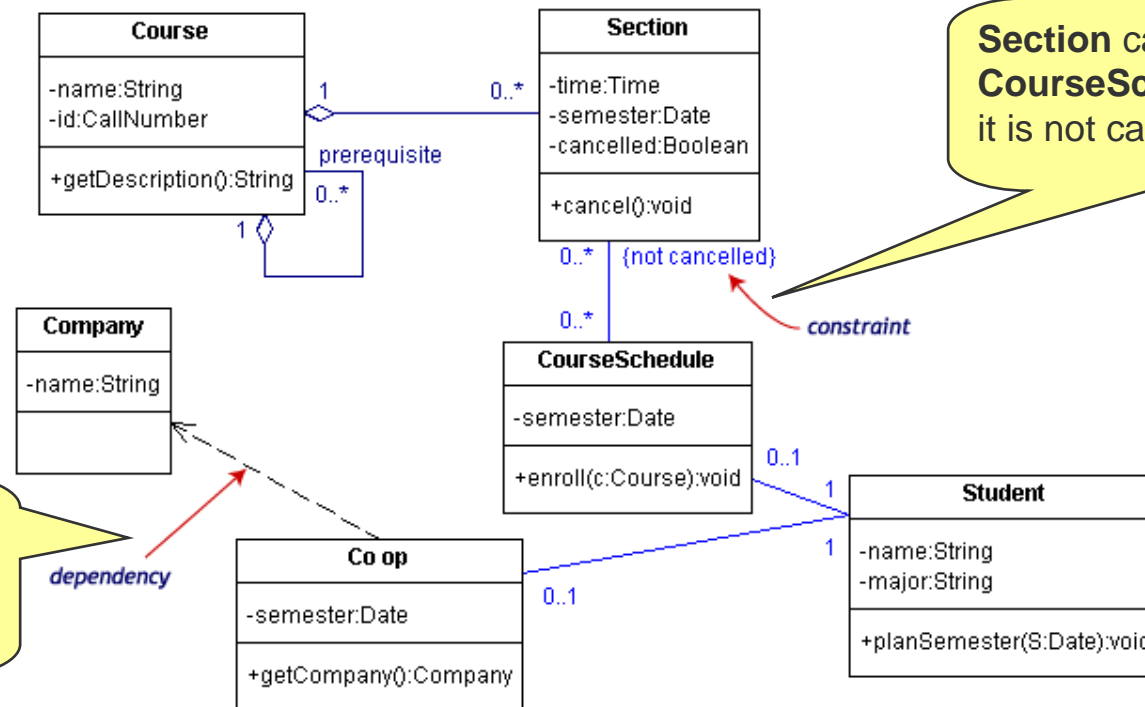 Course
-name:String
-id:CallNumber
+getDescription():String
1
0..*
prerequisite
0..*
1
Section
-time:Time
-semester:Date
-cancelled:Boolean
+cancel():void
Section
it is not
0..*
{not cancelled}
0..*
constraint
Company
-name:String
CourseSchedule
-semester:Date
+enroll(c:Course):void
0..1
1
Student
-name:String
-major:String
+planSemester(S:Date):void
1
0..1
dependency
Co op
-semester:Date
+getCompany():Company